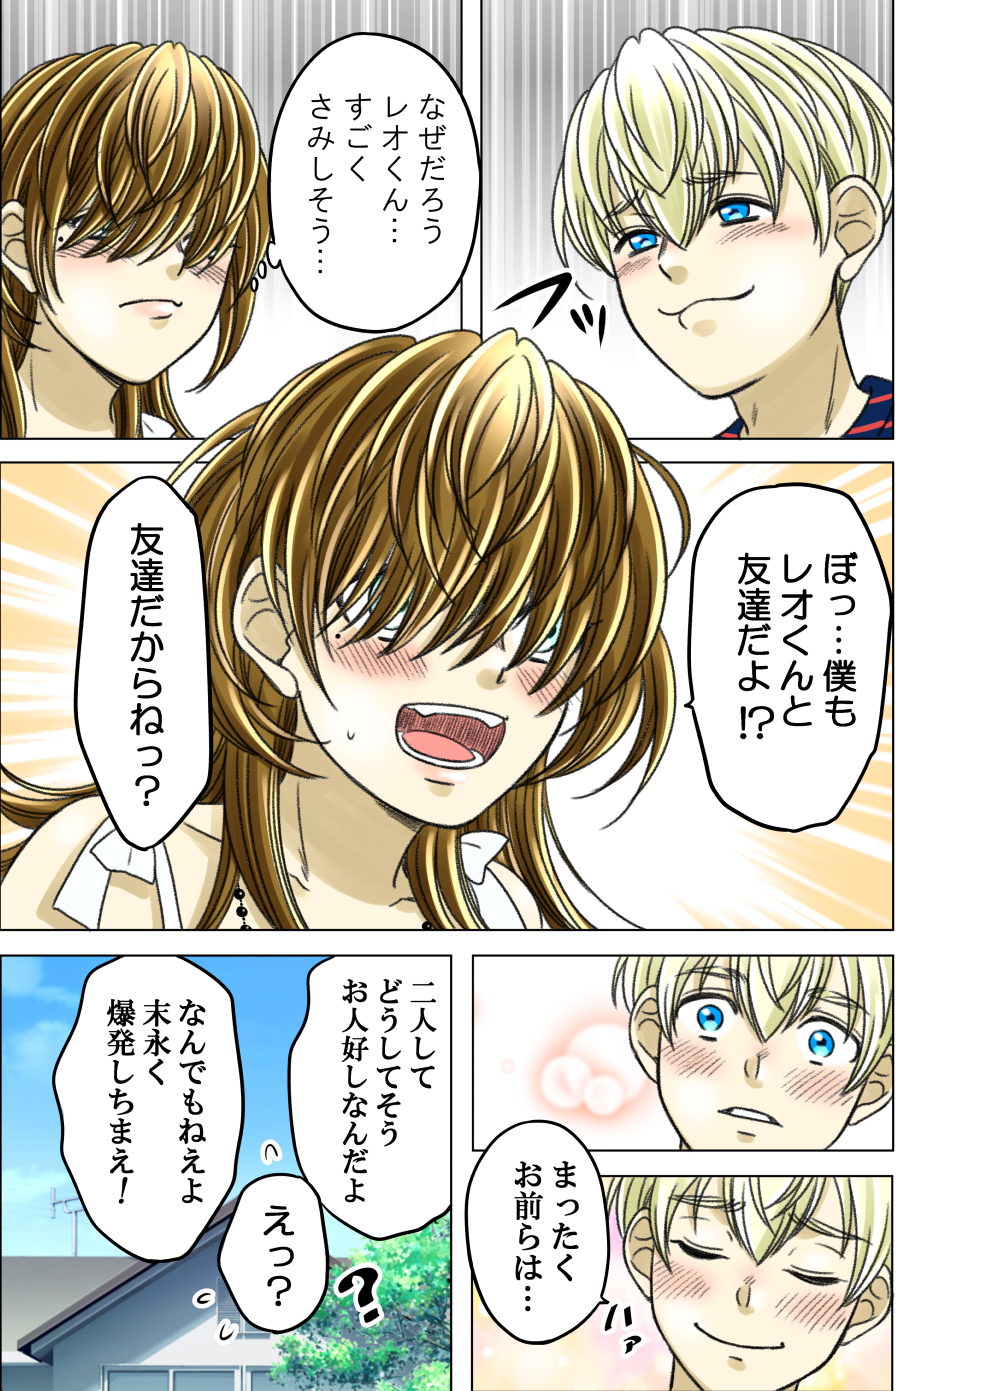 フッ
なぜだろう
レオくん…
すごく
さみしそう…
ぼっ…僕も
レオくんと
友達だよ!?
友達だからねっ？
まったく
お前らは…
ハァ
二人して
どうしてそう
お人好しなんだよ
えっ？
?
なんでもねえよ
末永く
爆発しちまえ！